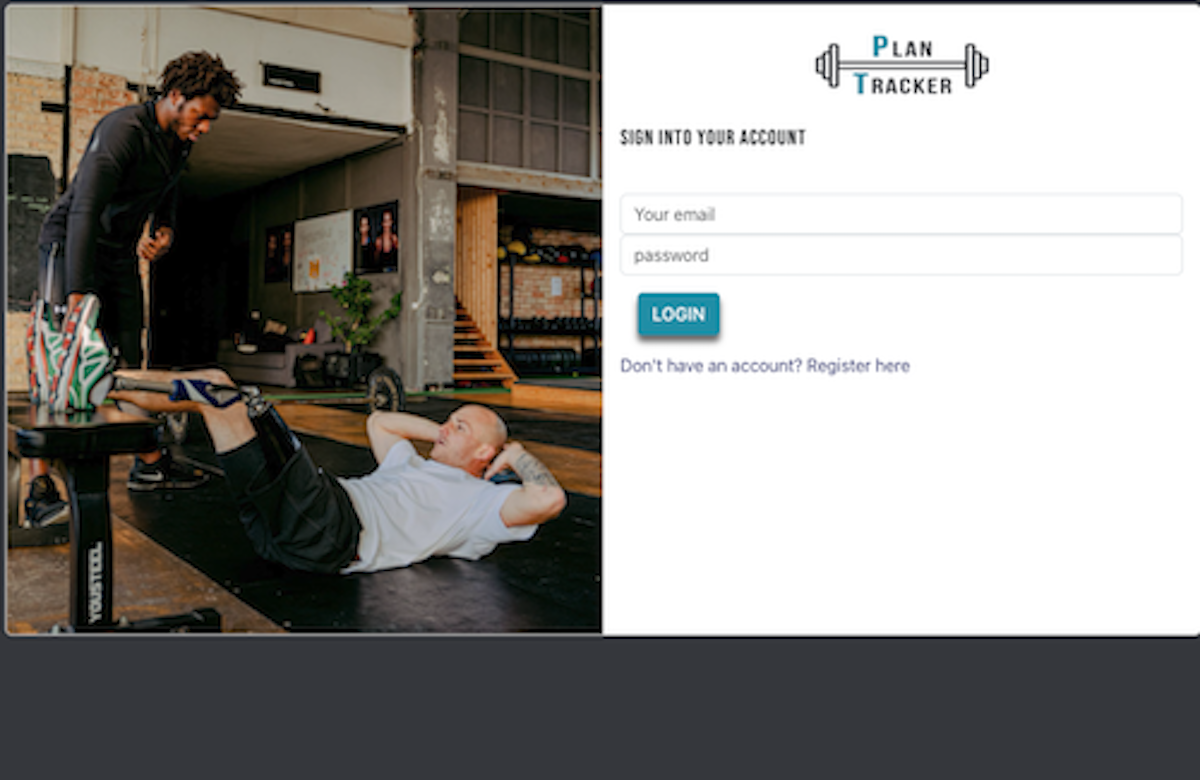 PLAN
TRACKER
SIGN INTO YOUR ACCOUNT
Your email
password
LOGIN
Don't have an account? Register here
YOUSTEEL